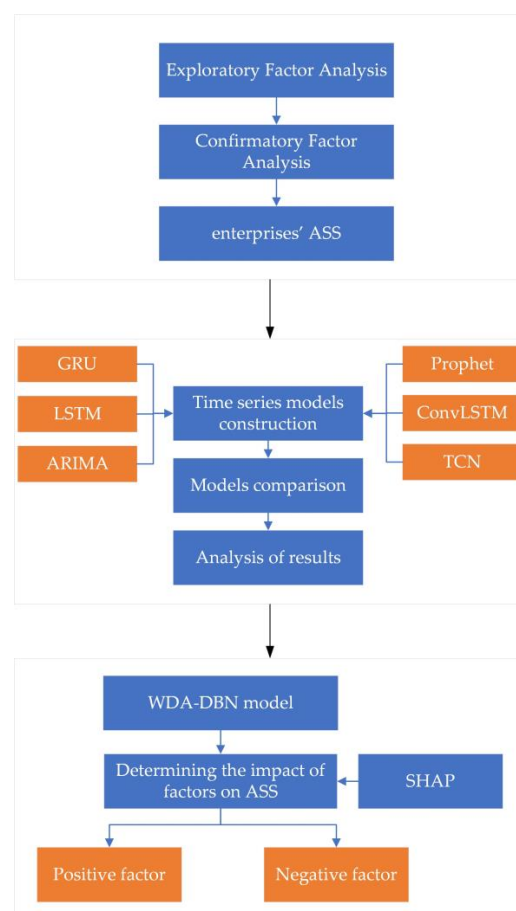 Exploratory Factor Analysis
Confirmatory Factor
Analysis
enterprises’ ASS
GRU
LSTM
ARIMA
Time series models
construction
Prophet
ConvLSTM
TCN
Models comparison
Analysis of results
WDA-DBN model
Determining the impact of
factors on ASS
SHAP
Positive factor
Negative factor